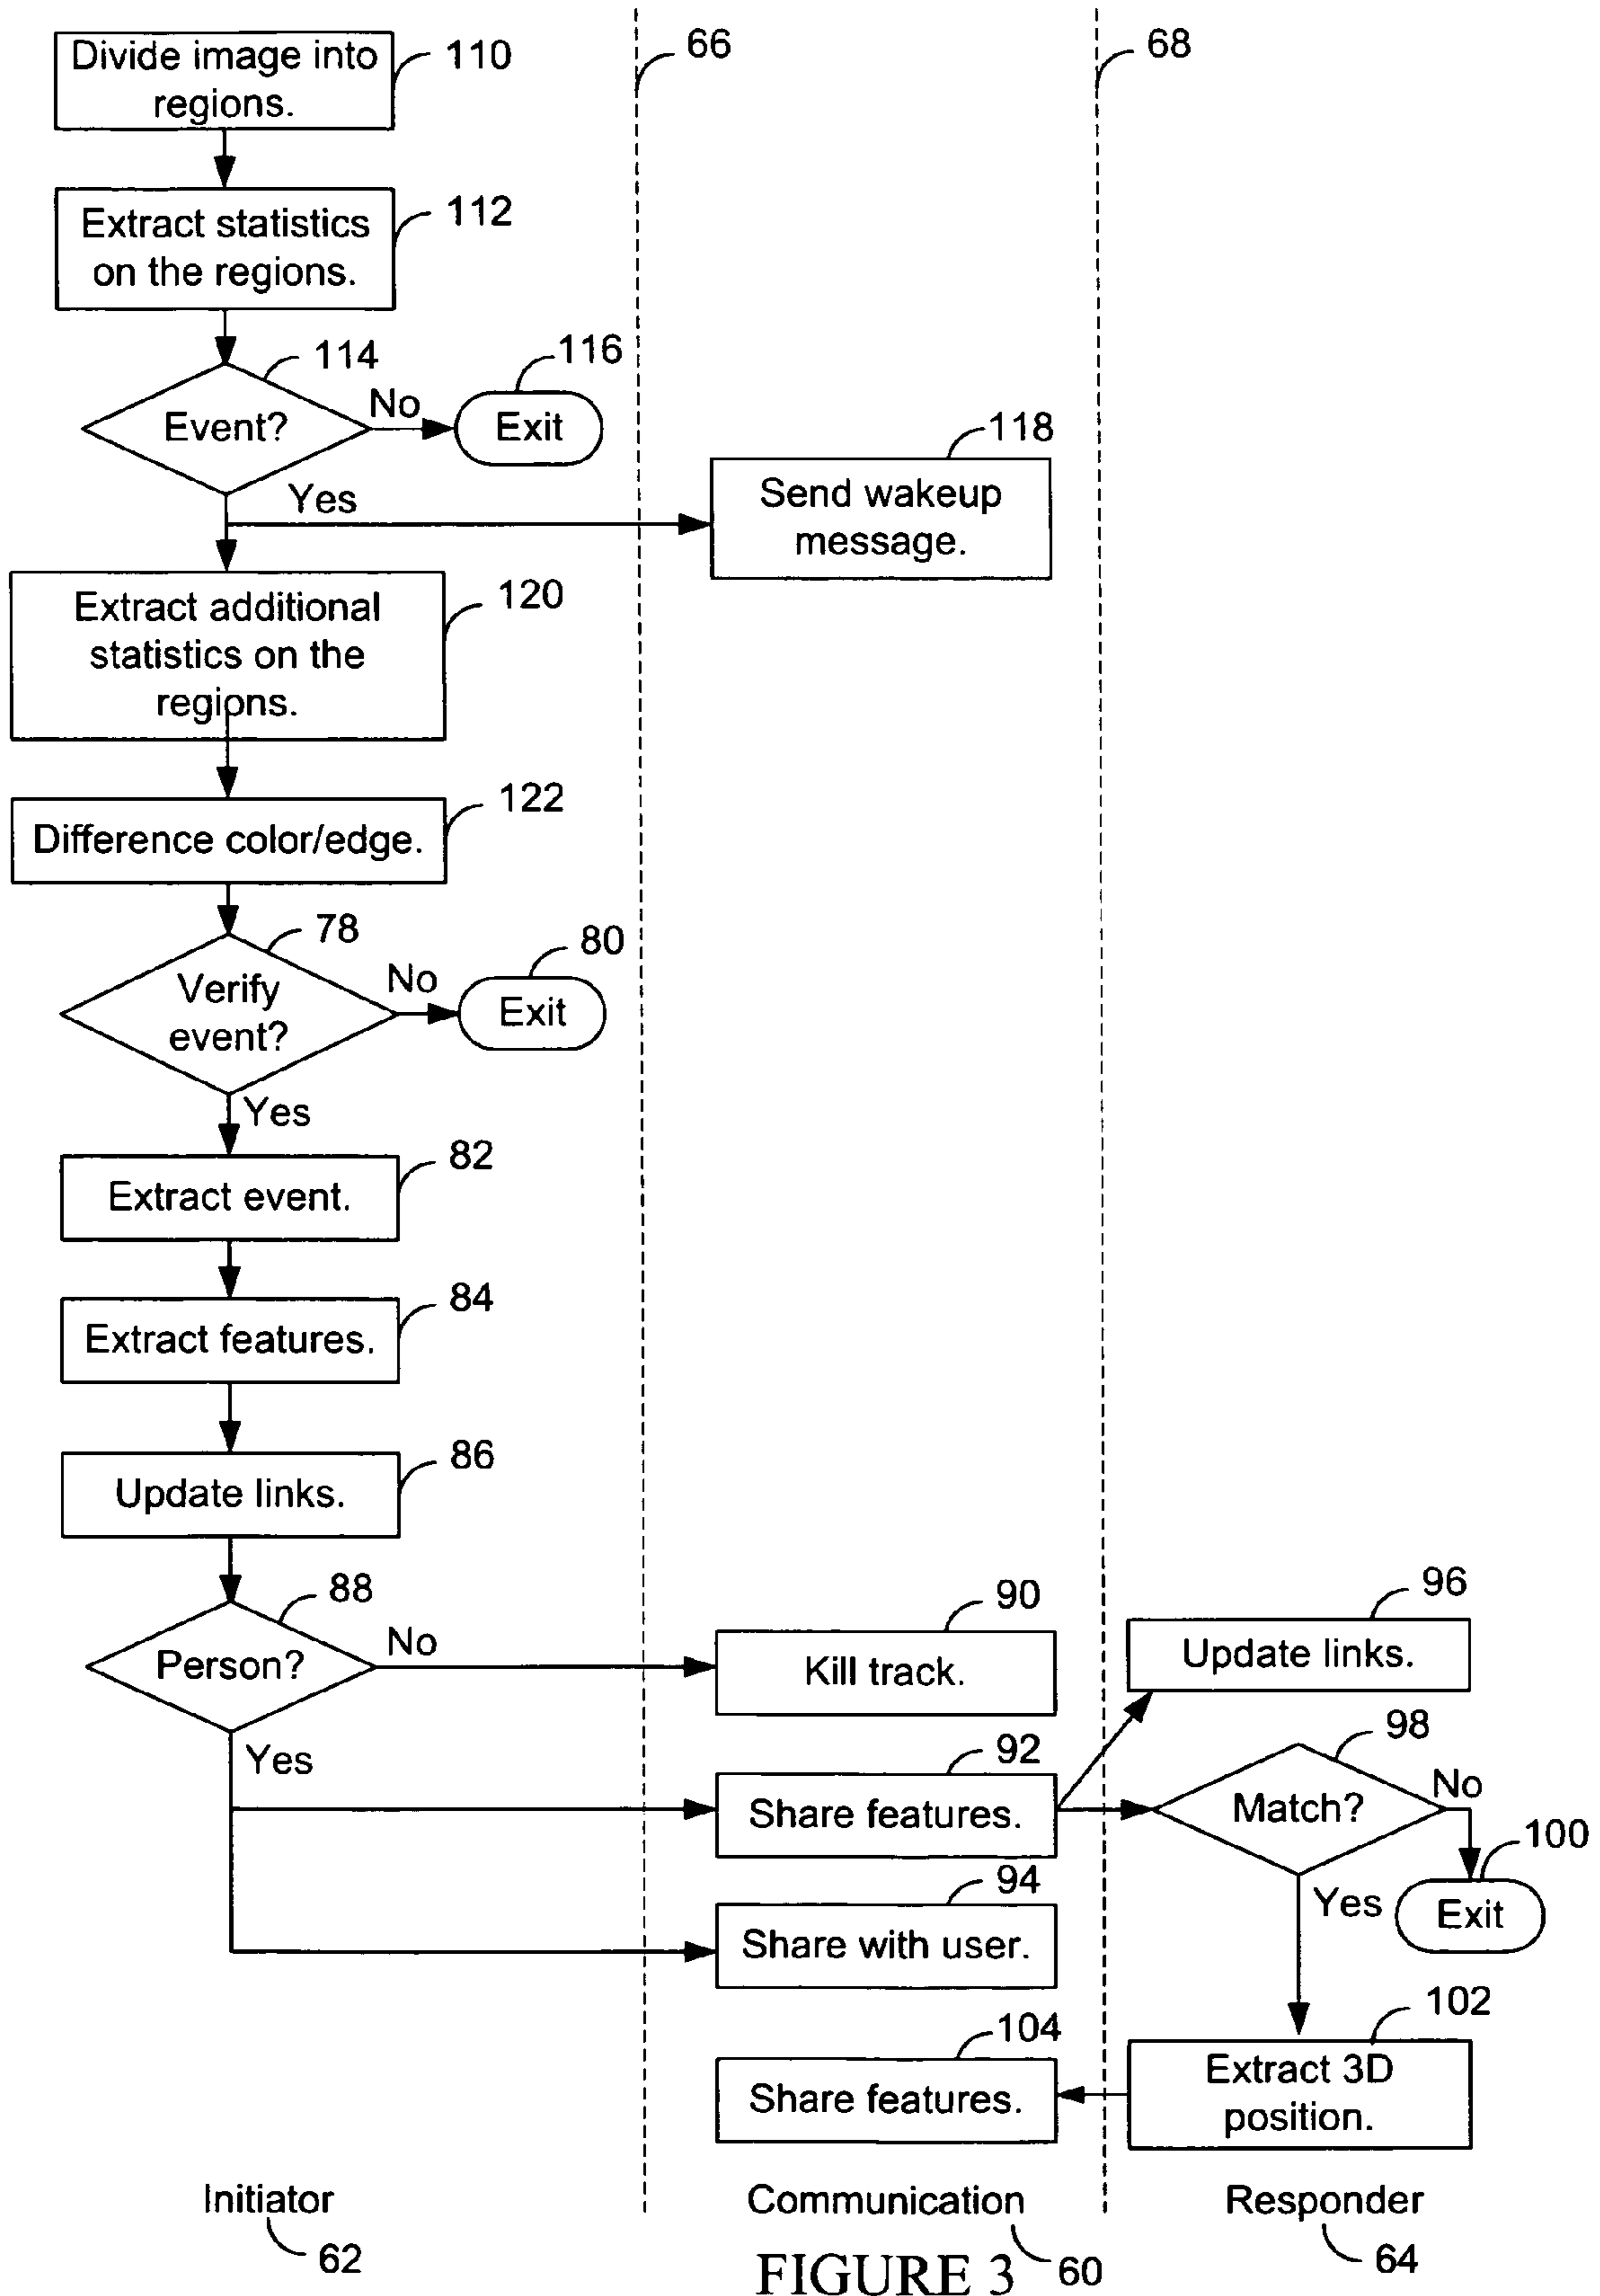 Divide image into
regions.
110
66
68
Extract statistics
on the regions.
112
114
Event?
No
116
Exit
Yes
118
Send wakeup
message.
Extract additional
statistics on the
regions.
120
Difference color/edge.
122
78
Verify
event?
No
80
Exit
Yes
82
Extract event.
84
Extract features.
86
Update links.
88
Person?
No
90
Kill track.
96
Update links.
Yes
92
Share features.
98
Match?
No
100
Exit
Yes
94
Share with user.
102
Extract 3D
position.
104
Share features.
Initiator
62
Communication
60
Responder
64
FIGURE 3